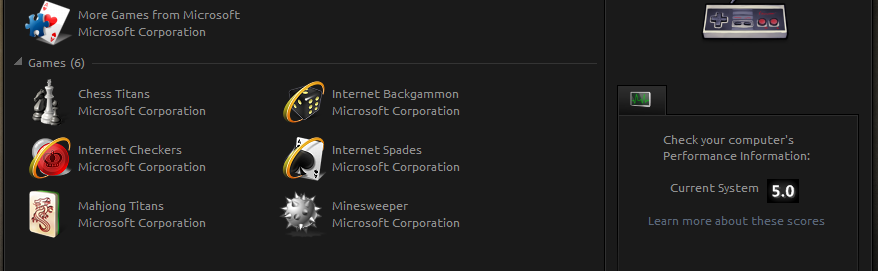 More Games from Microsoft
Microsoft Corporation
Games (6)
Chess Titans
Microsoft Corporation
Internet Backgammon
Microsoft Corporation
Internet Checkers
Microsoft Corporation
Internet Spades
Microsoft Corporation
Mahjong Titans
Microsoft Corporation
Minesweeper
Microsoft Corporation
Check your computer's
Performance Information:
Current System 5.0
Learn more about these scores